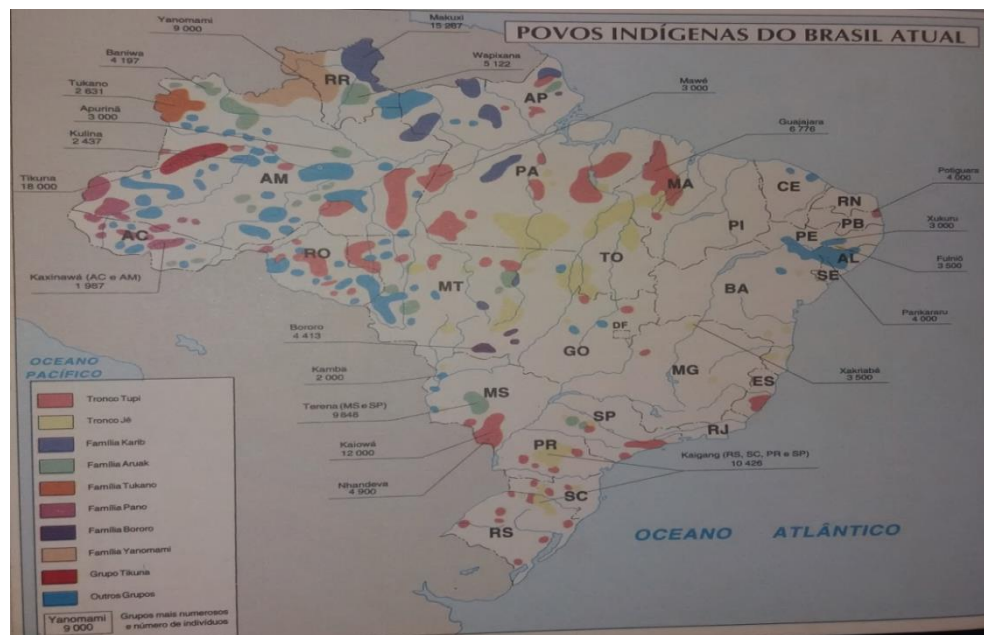 POVOS INDÍGENAS DO BRASIL ATUAL
Yanomami
9 000
Makuxi
15 287
Baniwa
4 197
Wapixana
5 122
Tukano
2 631
Mawé
3 000
Apurinã
3 000
Guajajara
6 776
Kulina
2 437
Tikuna
18 000
Potiguara
4 000
Xukuru
3 000
Fulniô
3 500
Pankararu
4 000
Kaxinawá (AC e AM)
1 987
Bororo
4 413
Kamba
2 000
Xakriabá
3 500
Terena (MS e SP)
9 848
Kaiowá
12 000
Nhandeva
4 900
Kaigang (RS, SC, PR e SP)
10 426
RR
AP
AM
PA
MA
CE
RN
PB
PI
PE
AL
SE
AC
RO
TO
MT
BA
DF
GO
MG
ES
MS
SP
RJ
PR
SC
RS
OCEANO
PACÍFICO
OCEANO ATLÂNTICO
Tronco Tupi
Tronco Jê
Família Karib
Família Aruak
Família Tukano
Família Pano
Família Bororo
Família Yanomami
Grupo Tikuna
Outros Grupos
Yanomami
9 000
Grupos mais numerosos
e número de indivíduos